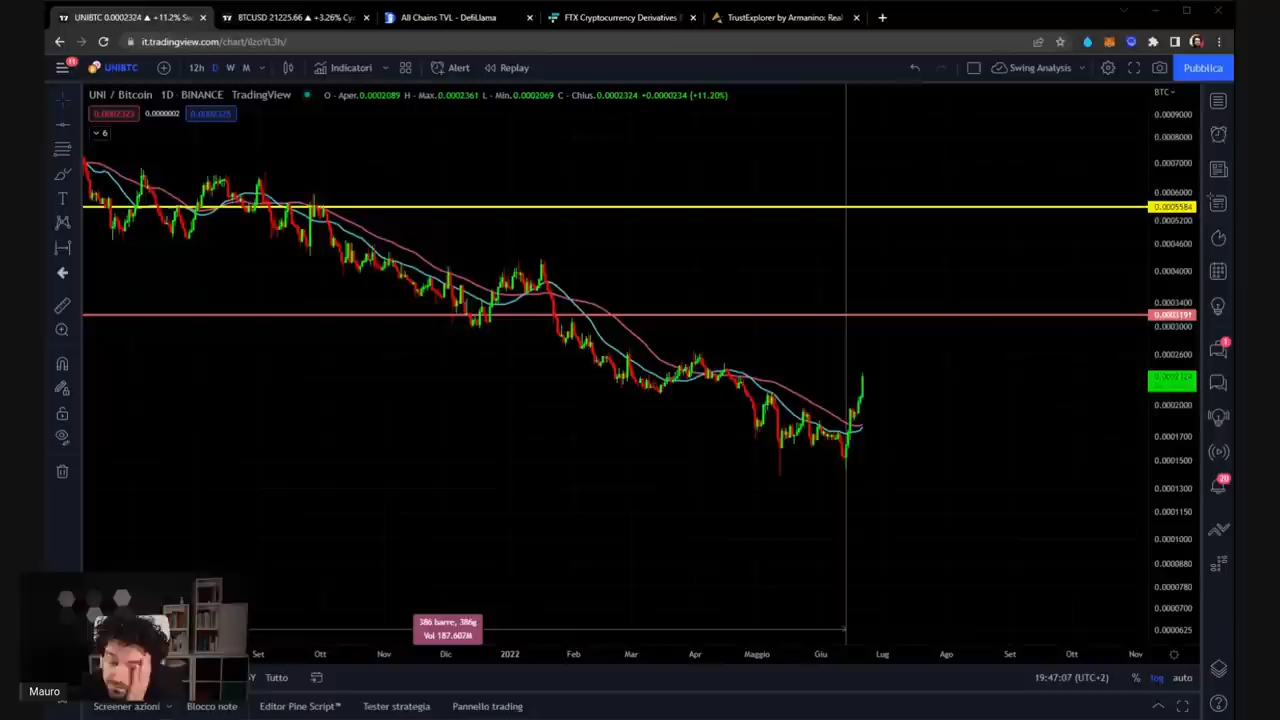 UNIBTC 0.0002324 ▲ +11.2% S
BTCUSD 21225.66 ▲ +3.26% Cy
All Chains TVL - DefiLlama
FTX Cryptocurrency Derivatives
TrustExplorer by Armanino: Real
it.tradingview.com/chart/iIzoYL3h/
11
UNIBTC
12h D W M
Indicatori
Alert
Replay
Swing Analysis
Pubblica
UNI / Bitcoin 1D BINANCE TradingView
O - Aper.0.0002089 H - Max.0.0002361 L - Min.0.0002069 C - Chius.0.0002324 +0.0000234 (+11.20%)
BTC
0.0002323 0.0000002 0.0002325
6
0.0009000
0.0008000
0.0007000
0.0006000
0.0005584
0.0005200
0.0004600
0.0004000
0.0003400
0.0003191
0.0003000
0.0002600
0.0002324
0.0002000
0.0001700
0.0001500
0.0001300
0.0001150
0.0001000
0.0000880
0.0000780
0.0000700
0.0000625
1
20
386 barre, 386g
Vol 187.607M
Set Ott Nov Dic 2022 Feb Mar Apr Maggio Giu Lug Ago Set Ott Nov
Tutto
19:47:07 (UTC+2)
% log auto
Mauro
Screener azioni
Blocco note
Editor Pine Script™
Tester strategia
Pannello trading